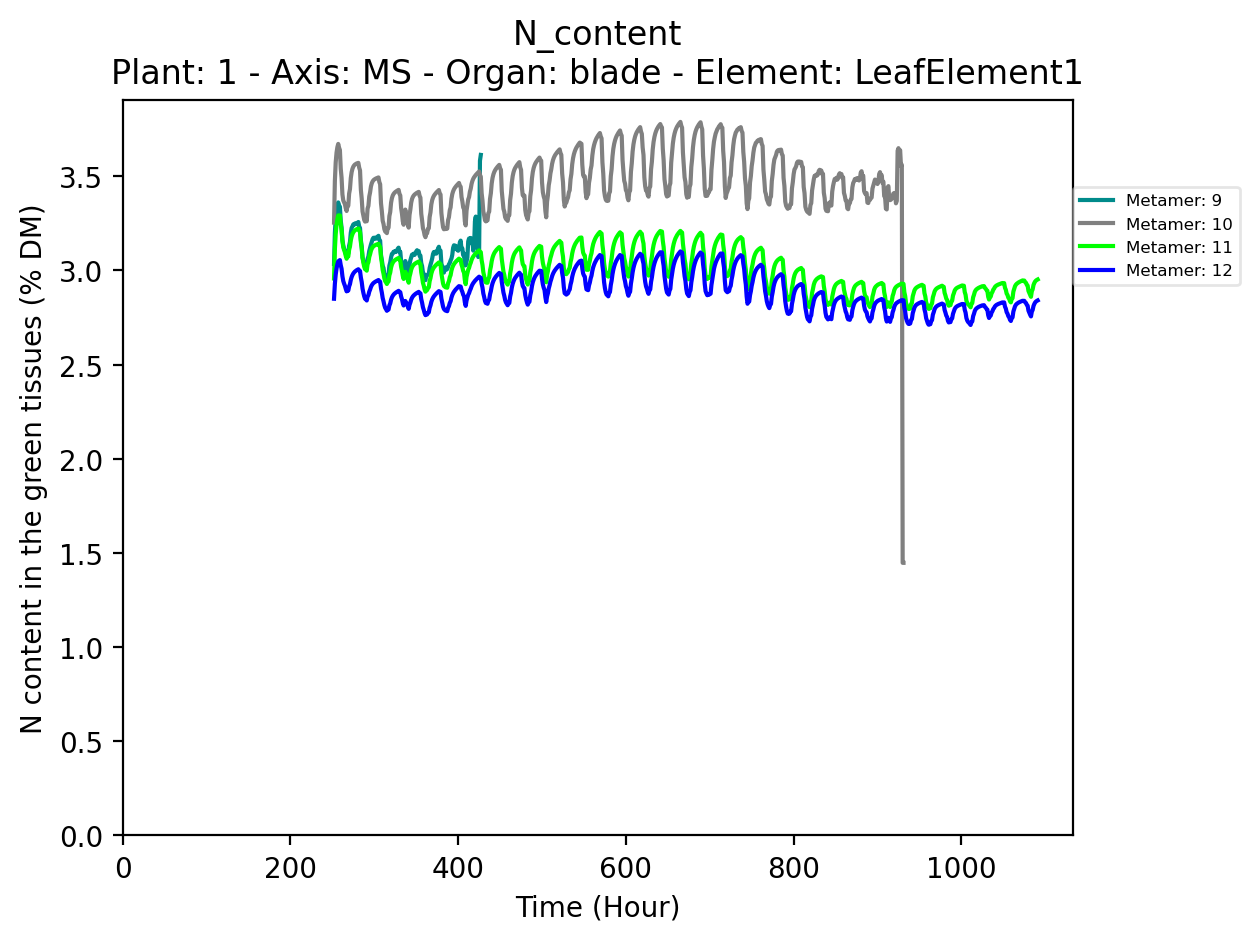 N_content
Plant: 1 - Axis: MS - Organ: blade - Element: LeafElement1
N content in the green tissues (% DM)
3.5
3.0
2.5
2.0
1.5
1.0
0.5
0.0
0
200
400
600
800
1000
Time (Hour)
Metamer: 9
Metamer: 10
Metamer: 11
Metamer: 12